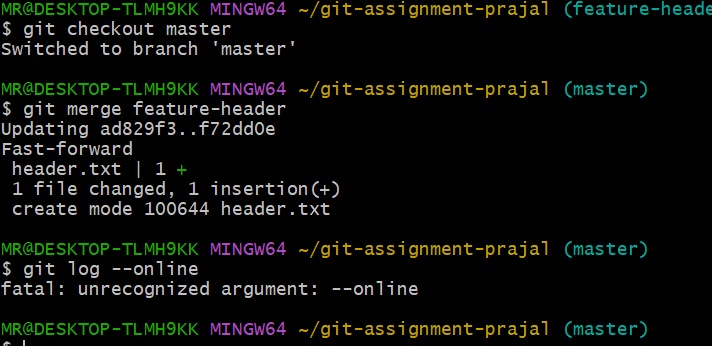 MR@DESKTOP-TLMH9KK MINGW64 ~/git-assignment-prajal (feature-heade
$ git checkout master
Switched to branch 'master'
MR@DESKTOP-TLMH9KK MINGW64 ~/git-assignment-prajal (master)
$ git merge feature-header
Updating ad829f3..f72dd0e
Fast-forward
 header.txt | 1 +
 1 file changed, 1 insertion(+)
 create mode 100644 header.txt
MR@DESKTOP-TLMH9KK MINGW64 ~/git-assignment-prajal (master)
$ git log --online
fatal: unrecognized argument: --online
MR@DESKTOP-TLMH9KK MINGW64 ~/git-assignment-prajal (master)
$